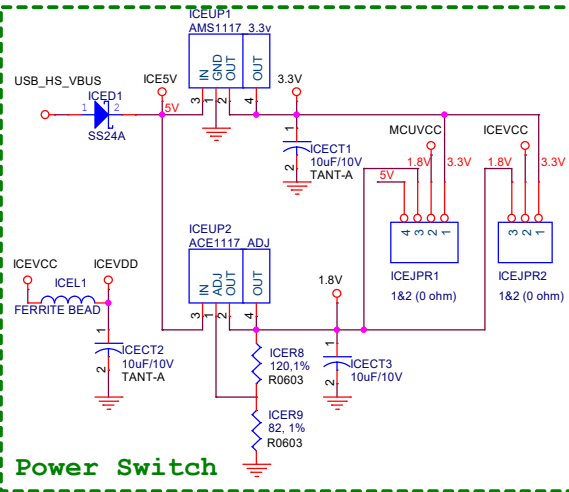 ICEUP1
AMS1117_3.3v
USB_HS_VBUS
ICED1
1
2
SS24A
ICE5V
5V
IN
GND
OUT
OUT
3
1
2
4
3.3V
1
2
ICECT1
10uF/10V
TANT-A
MCUVCC
ICEVCC
1.8V
3.3V
1.8V
3.3V
5V
4
3
2
1
3
2
1
ICEJPR1
ICEJPR2
1&2 (0 ohm)
1&2 (0 ohm)
ICEUP2
ACE1117_ADJ
IN
ADJ
OUT
OUT
3
1
2
4
ICEVCC
ICEVDD
ICEL1
FERRITE BEAD
1
2
ICECT2
10uF/10V
TANT-A
1.8V
ICER8
120,1%
R0603
1
2
ICECT3
10uF/10V
ICER9
82, 1%
R0603
Power Switch